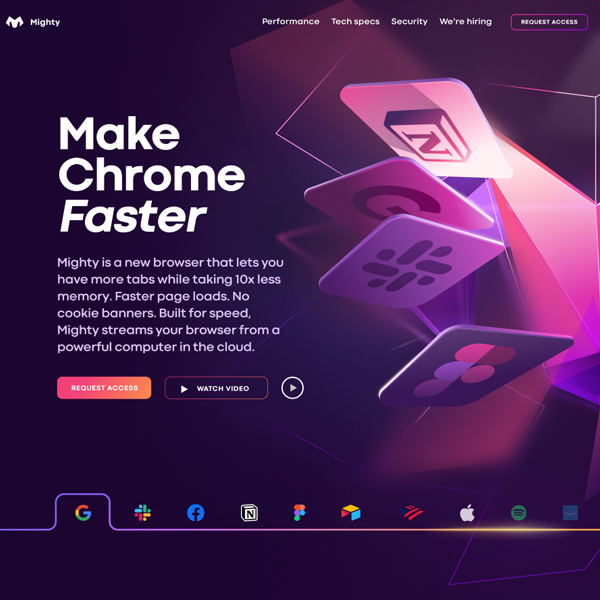 Mighty
Performance
Tech specs
Security
We're hiring
REQUEST ACCESS
Make
Chrome
Faster
Mighty is a new browser that lets you
have more tabs while taking 10x less
memory. Faster page loads. No
cookie banners. Built for speed,
Mighty streams your browser from a
powerful computer in the cloud.
REQUEST ACCESS
WATCH VIDEO